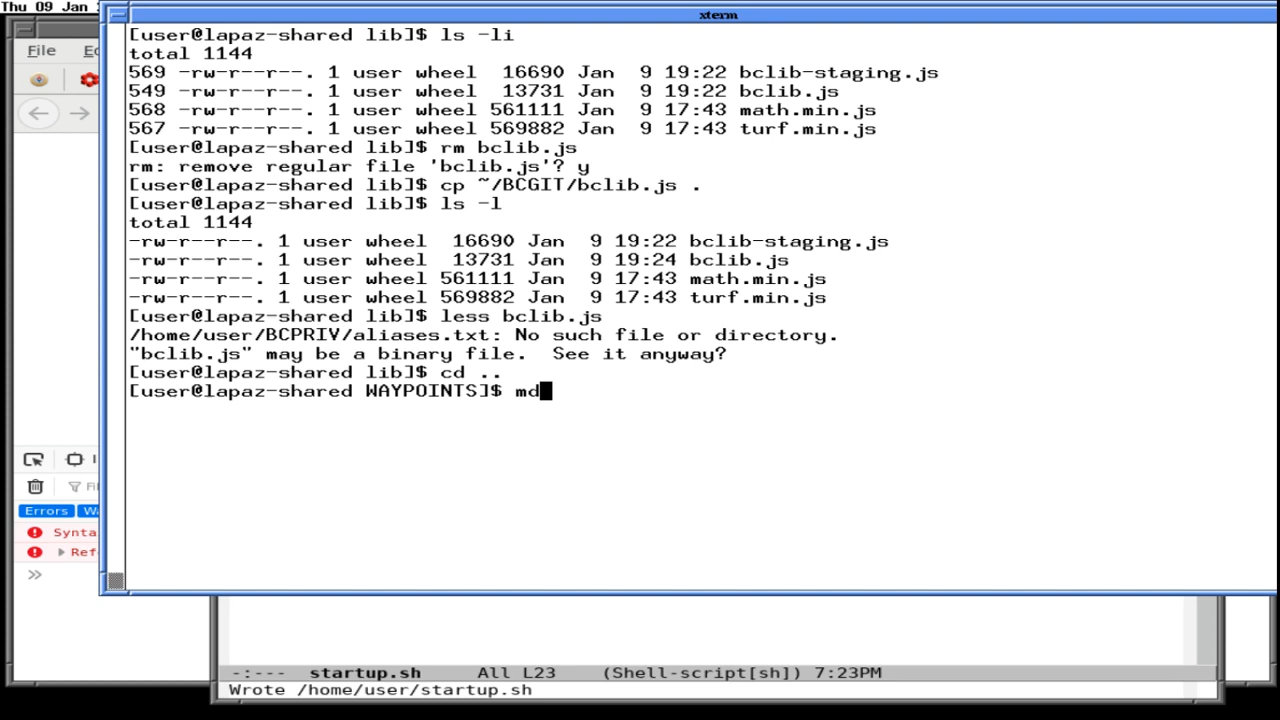 Thu 09 Jan
xterm
File
[user@lapaz-shared lib]$ ls -li
total 1144
569 -rw-r--r--. 1 user wheel  16690 Jan  9 19:22 bclib-staging.js
549 -rw-r--r--. 1 user wheel  13731 Jan  9 19:22 bclib.js
568 -rw-r--r--. 1 user wheel 561111 Jan  9 17:43 math.min.js
567 -rw-r--r--. 1 user wheel 569882 Jan  9 17:43 turf.min.js
[user@lapaz-shared lib]$ rm bclib.js
rm: remove regular file 'bclib.js'? y
[user@lapaz-shared lib]$ cp ~/BCGIT/bclib.js .
[user@lapaz-shared lib]$ ls -l
total 1144
-rw-r--r--. 1 user wheel  16690 Jan  9 19:22 bclib-staging.js
-rw-r--r--. 1 user wheel  13731 Jan  9 19:24 bclib.js
-rw-r--r--. 1 user wheel 561111 Jan  9 17:43 math.min.js
-rw-r--r--. 1 user wheel 569882 Jan  9 17:43 turf.min.js
[user@lapaz-shared lib]$ less bclib.js
/home/user/BCPRIV/aliases.txt: No such file or directory.
"bclib.js" may be a binary file.  See it anyway?
[user@lapaz-shared lib]$ cd ..
[user@lapaz-shared WAYPOINTS]$ md
Errors
Synta
Ref
-:---  startup.sh     All L23    (Shell-script[sh]) 7:23PM
Wrote /home/user/startup.sh